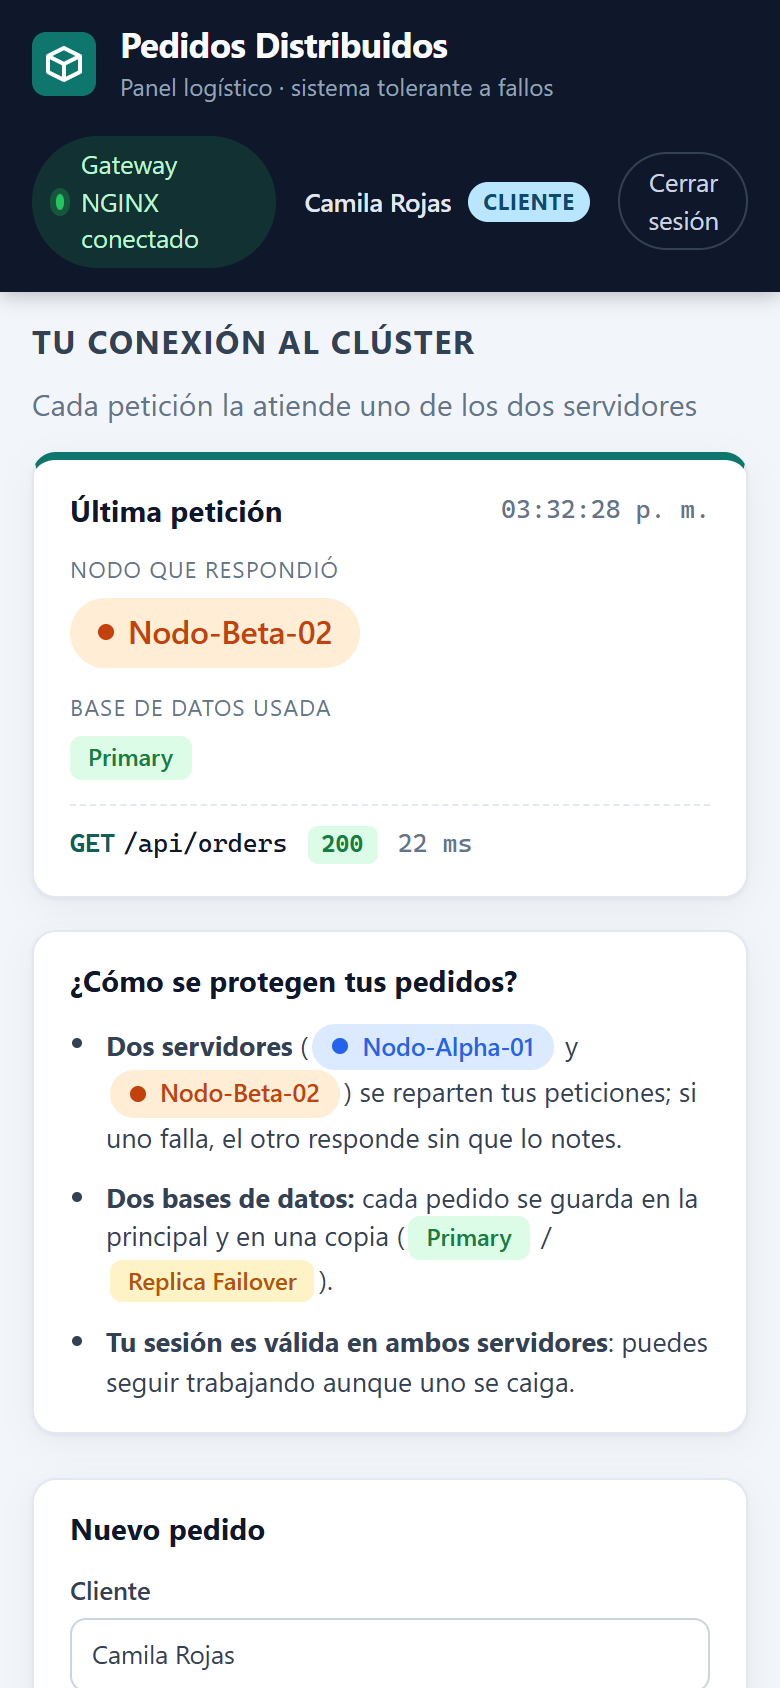 Pedidos Distribuidos
Panel logístico · sistema tolerante a fallos
Gateway
NGINX
conectado
Camila Rojas CLIENTE
Cerrar
sesión
TU CONEXIÓN AL CLÚSTER
Cada petición la atiende uno de los dos servidores
Última petición 03:32:28 p. m.
NODO QUE RESPONDIÓ
Nodo-Beta-02
BASE DE DATOS USADA
Primary
GET /api/orders 200 22 ms
¿Cómo se protegen tus pedidos?
• Dos servidores ( Nodo-Alpha-01 y
Nodo-Beta-02 ) se reparten tus peticiones; si
uno falla, el otro responde sin que lo notes.
• Dos bases de datos: cada pedido se guarda en la
principal y en una copia ( Primary /
Replica Failover ).
• Tu sesión es válida en ambos servidores: puedes
seguir trabajando aunque uno se caiga.
Nuevo pedido
Cliente
Camila Rojas